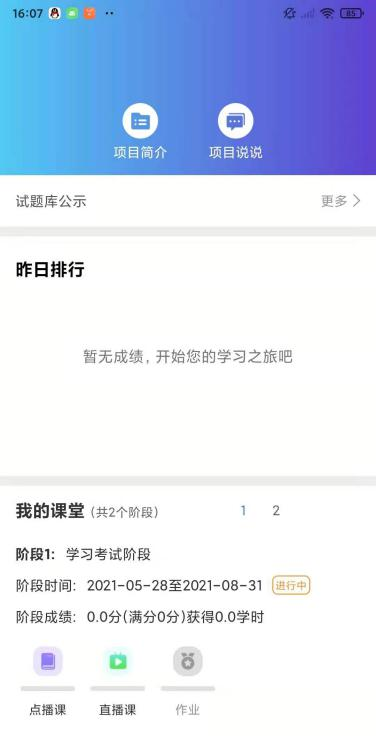 16:07
85
项目简介 项目说说
试题库公示 更多
昨日排行
暂无成绩，开始您的学习之旅吧
我的课堂 (共2个阶段) 1 2
阶段1： 学习考试阶段
阶段时间： 2021-05-28至2021-08-31 进行中
阶段成绩： 0.0分(满分0分)获得0.0学时
点播课 直播课 作业